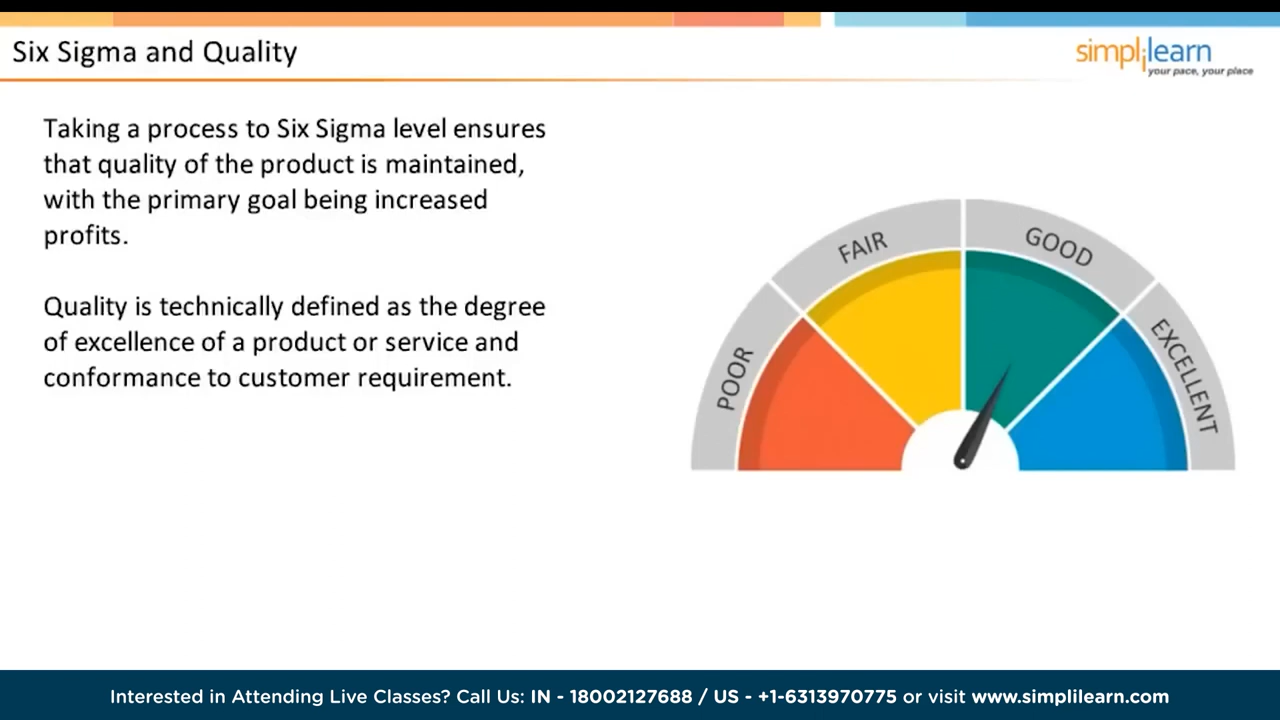 Six Sigma and Quality
simplilearn
your pace, your place
Taking a process to Six Sigma level ensures
that quality of the product is maintained,
with the primary goal being increased
profits.
Quality is technically defined as the degree
of excellence of a product or service and
conformance to customer requirement.
POOR
FAIR
GOOD
EXCELLENT
Interested in Attending Live Classes? Call Us: IN - 18002127688 / US - +1-6313970775 or visit www.simplilearn.com